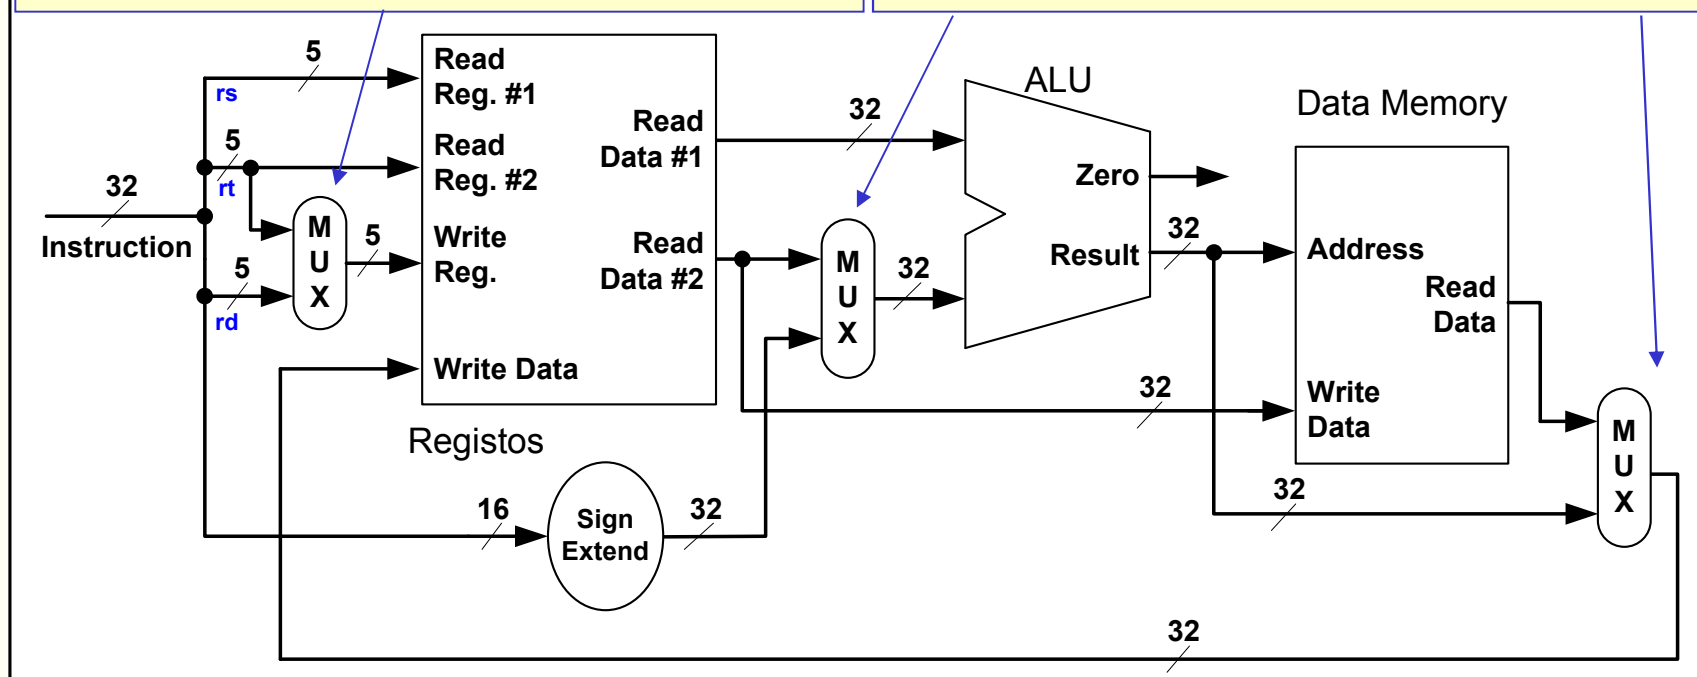 5
rs
Read
Reg. #1
5
rt
Read
Reg. #2
32
Instruction
M
U
X
5
Write
Reg.
5
rd
Write Data
Read
Data #1
Read
Data #2
Registos
16
Sign
Extend
32
32
M
U
X
32
ALU
Zero
Result
32
Data Memory
Address
Read
Data
Write
Data
32
32
M
U
X
32